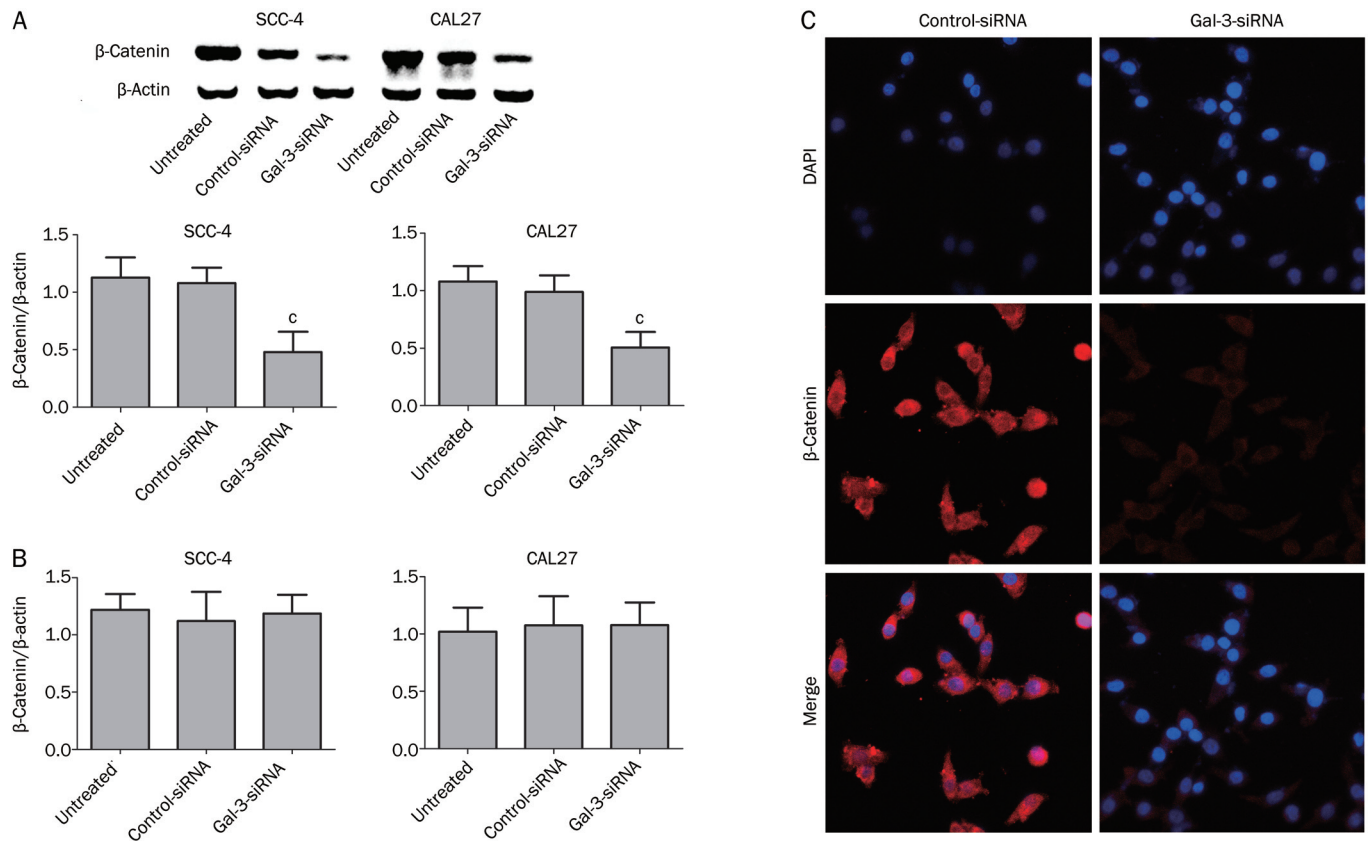 A
SCC-4 CAL27
β-Catenin
β-Actin
Untreated Control-siRNA Gal-3-siRNA Untreated Control-siRNA Gal-3-siRNA
SCC-4
β-Catenin/β-actin
1.5
1.0
0.5
0.0
c
Untreated Control-siRNA Gal-3-siRNA
CAL27
1.5
1.0
0.5
0.0
c
Untreated Control-siRNA Gal-3-siRNA
B
SCC-4
β-Catenin/β-actin
1.5
1.0
0.5
0.0
Untreated Control-siRNA Gal-3-siRNA
CAL27
1.5
1.0
0.5
0.0
Untreated Control-siRNA Gal-3-siRNA
C
Control-siRNA Gal-3-siRNA
DAPI
β-Catenin
Merge